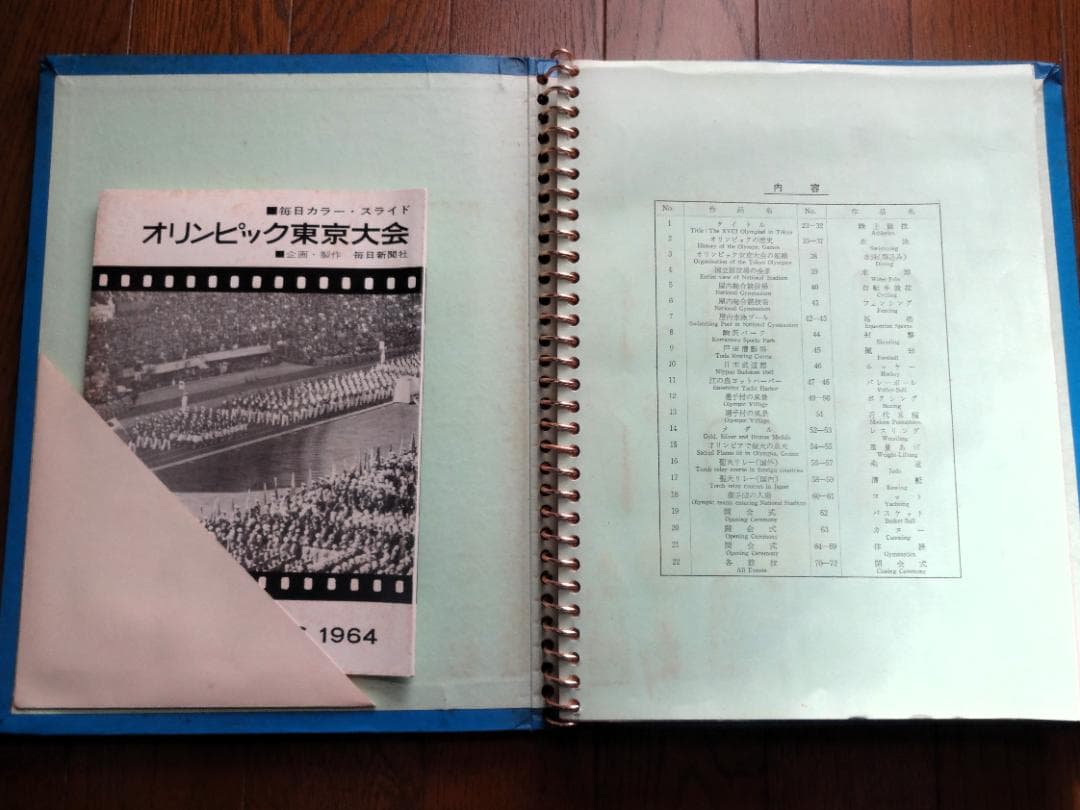 ■毎日カラー・スライド
オリンピック東京大会
■企画・製作 毎日新聞社
1964
内容
No. 作品名 No. 作品名
1 タイトル 23—32 陸上競技
Title: The XVIII Olympiad in Tokyo Athletics
2 オリンピックの歴史 33—37 水泳
History of the Olympic Games Swimming
3 オリンピック東京大会の組織 38 水泳(飛込み)
Organization of the Tokyo Olympics Diving
4 国立競技場の全景 39 水球
Entire view of National Stadium Water Polo
5 屋内総合競技場 40 自転車競技
National Gymnasium Cycling
6 屋内総合競技場 41 フェンシング
National Gymnasium Fencing
7 屋内水泳プール 42—43 馬術
Swimming Pool in National Gymnasium Equestrian Sports
8 駒沢パーク 44 射撃
Komazawa Sports Park Shooting
9 戸田漕艇場 45 蹴球
Toda Rowing Course Football
10 日本武道館 46 ホッケー
Nippon Budokan Hall Hockey
11 江の島ヨットハーバー 47—48 バレーボール
Enoshima Yacht Harbor Volley Ball
12 選手村の風景 49—50 ボクシング
Olympic Village Boxing
13 選手村の風景 51 近代五種
Olympic Village Modern Pentathlon
14 メダル 52—53 レスリング
Gold, Silver and Bronze Medals Wrestling
15 オリンピアで採火の聖火 54—55 重量あげ
Sacred Flame lit in Olympia, Greece Weight-Lifting
16 聖火リレー(国外) 56—57 柔道
Torch relay course in foreign countries Judo
17 聖火リレー(国内) 58—59 漕艇
Torch relay courses in Japan Rowing
18 選手団の入場 60—61 ヨット
Olympic teams entering National Stadium Yachting
19 開会式 62 バスケット
Opening Ceremony Basket Ball
20 開会式 63 カヌー
Opening Ceremony Canoeing
21 開会式 64—69 体操
Opening Ceremony Gymnastics
22 各競技 70—72 閉会式
All Events Closing Ceremony